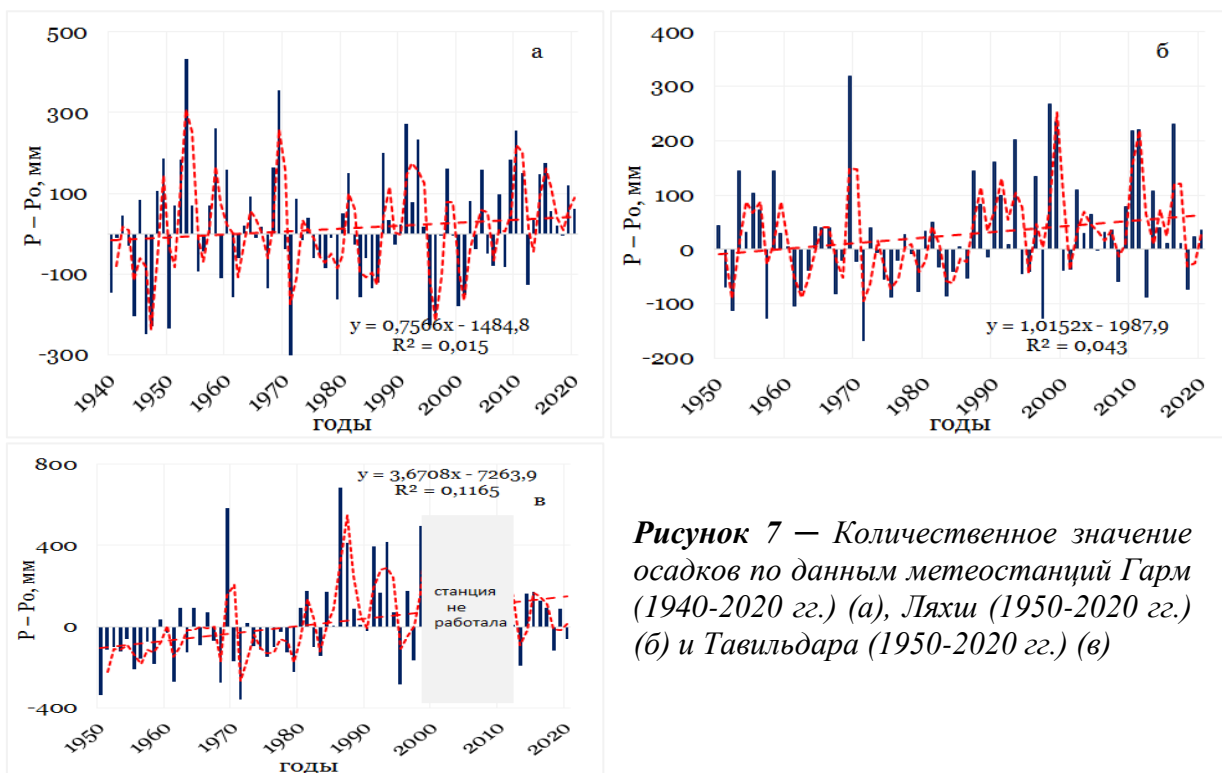 500
300
100
-100
-300
P – Po, мм
а
y = 0,7566x - 1484,8
R² = 0,015
1940
1950
1960
1970
1980
1990
2000
2010
2020
годы
400
300
200
100
0
-100
-200
P – Po, мм
б
y = 1,0152x - 1987,9
R² = 0,043
1950
1960
1970
1980
1990
2000
2010
2020
годы
800
400
0
-400
P – Po, мм
y = 3,6708x - 7263,9
R² = 0,1165
в
станция
не
работала
1950
1960
1970
1980
1990
2000
2010
2020
годы
Рисунок 7 — Количественное значение
осадков по данным метеостанций Гарм
(1940-2020 гг.) (а), Ляхш (1950-2020 гг.)
(б) и Тавильдара (1950-2020 гг.) (в)